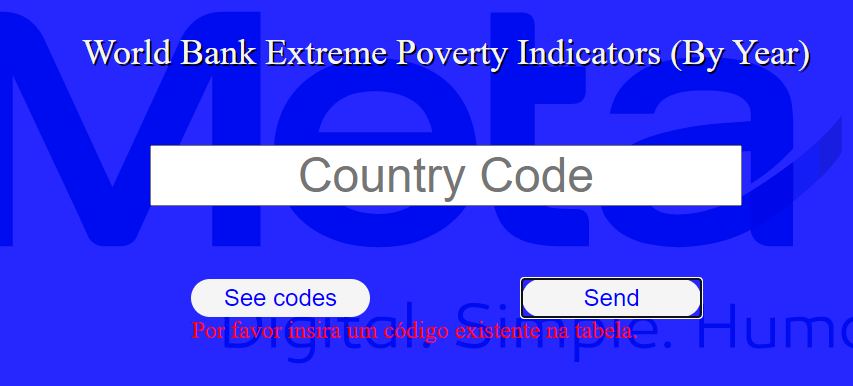 World Bank Extreme Poverty Indicators (By Year)
Meta
Country Code
See codes
Send
Por favor insira um código existente na tabela.
Digital. Simple.